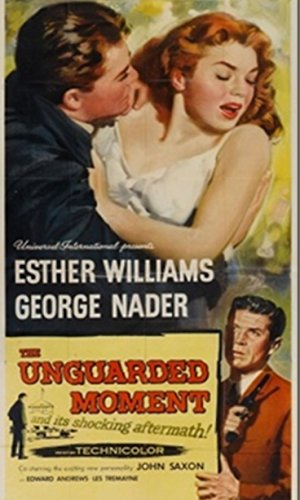 Universal-International presents
ESTHER WILLIAMS
GEORGE NADER
THE
UNGUARDED
MOMENT
and its shocking aftermath!
TECHNICOLOR
Co-starring the exciting new personality JOHN SAXON
with EDWARD ANDREWS LES TREMAYNE